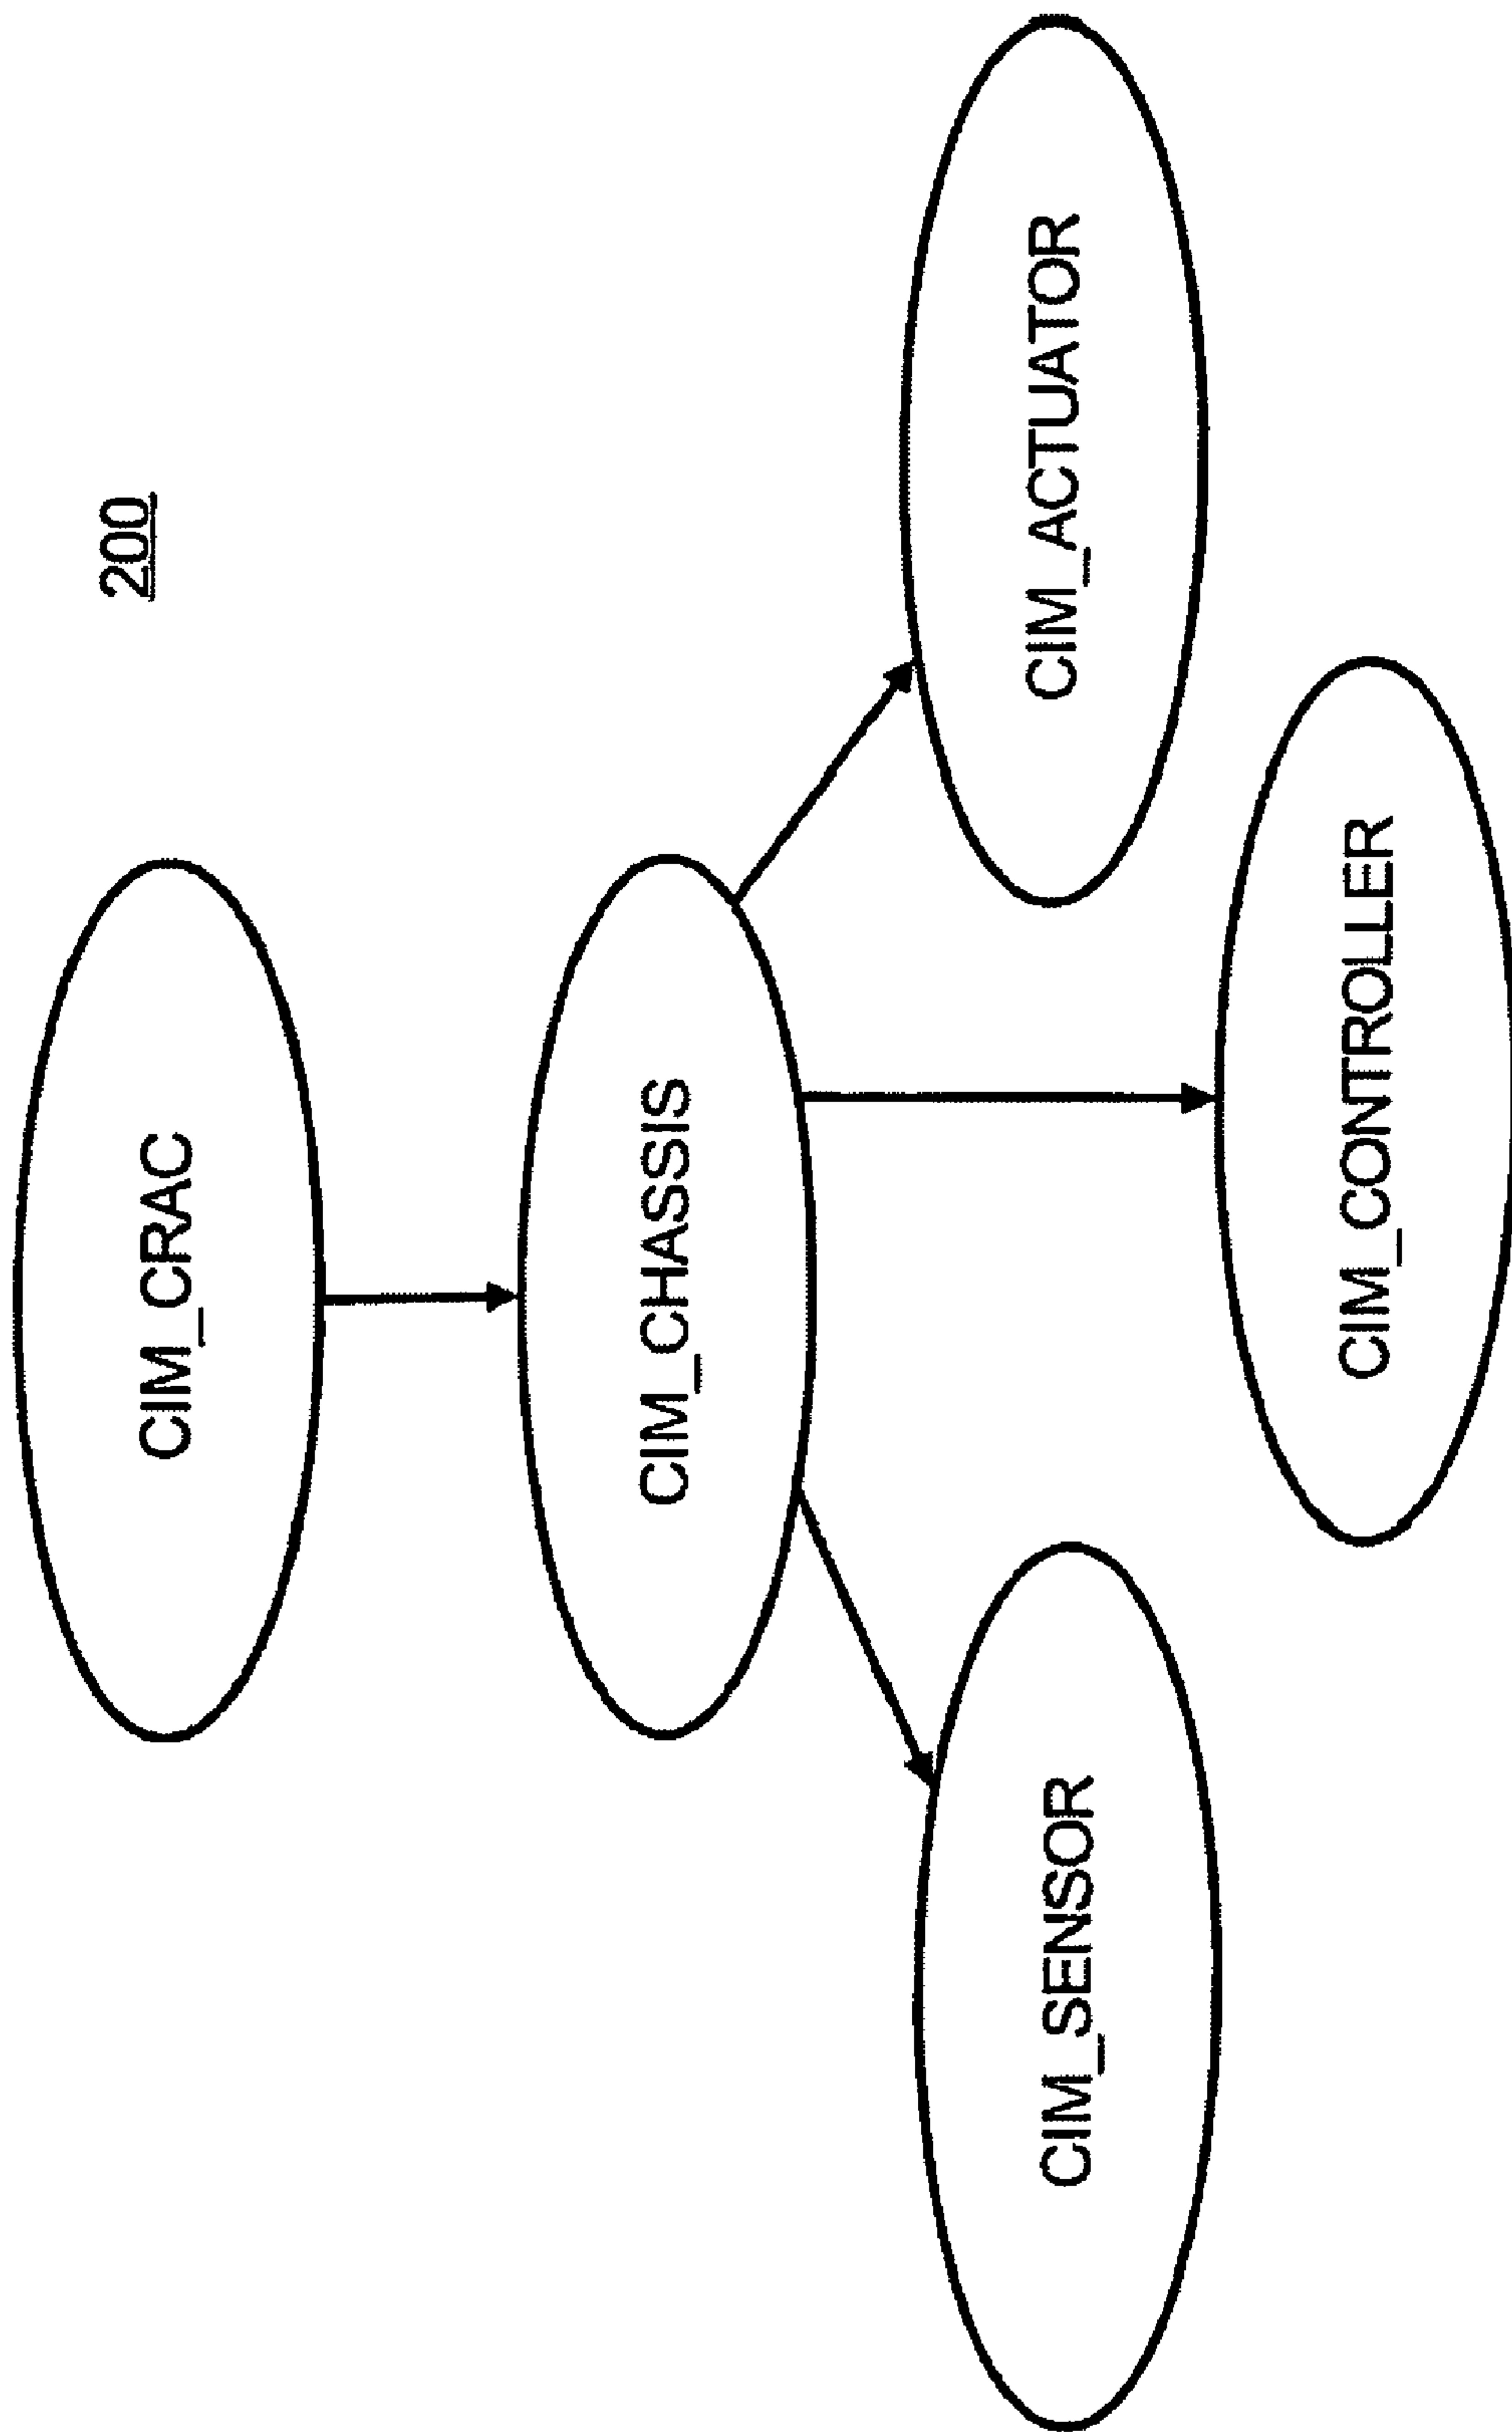 200
CIM_CRAC
CIM_CHASSIS
CIM_SENSOR
CIM_ACTUATOR
CIM_CONTROLLER